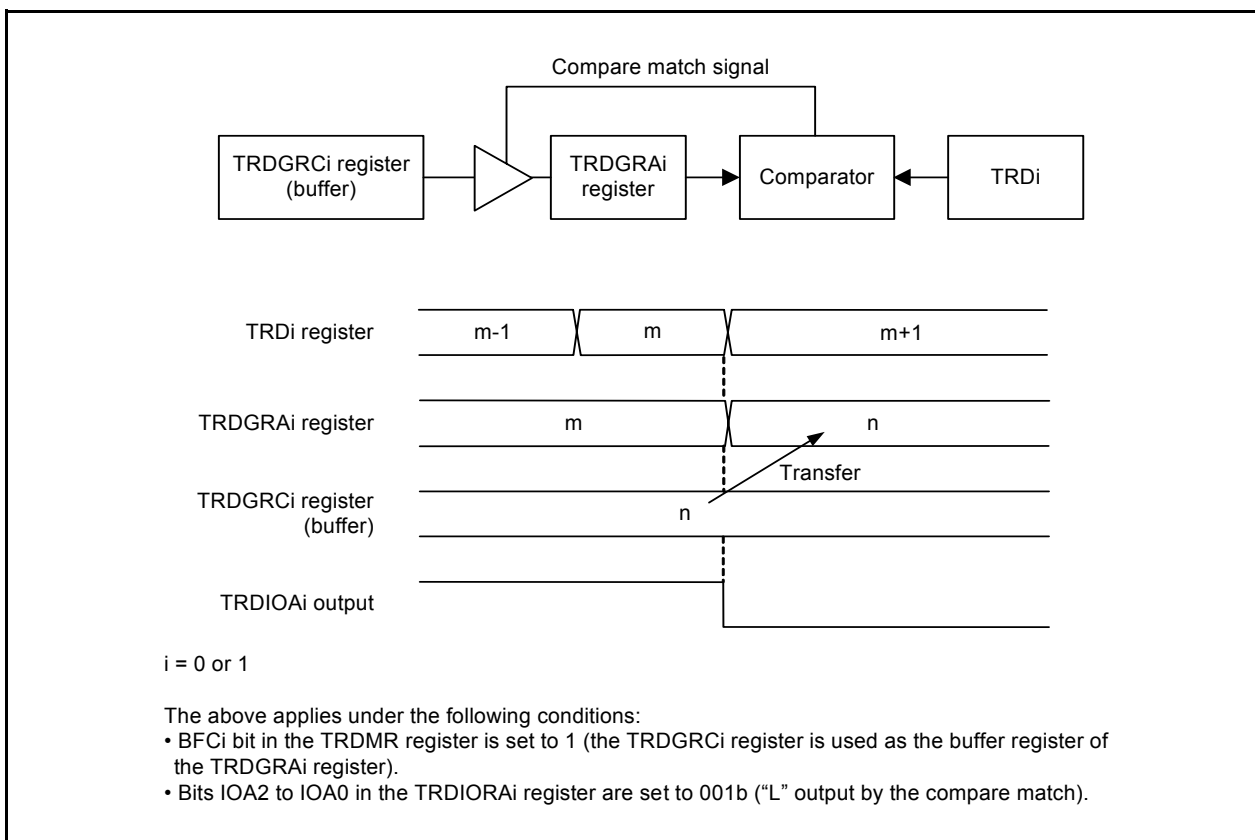 Compare match signal
TRDGRCi register
(buffer)
TRDGRAi
register
Comparator
TRDi
TRDi register
m-1
m
m+1
TRDGRAi register
m
n
Transfer
TRDGRCi register
(buffer)
n
TRDIOAi output
i = 0 or 1
The above applies under the following conditions:
• BFCi bit in the TRDMR register is set to 1 (the TRDGRCi register is used as the buffer register of
the TRDGRAi register).
• Bits IOA2 to IOA0 in the TRDIORAi register are set to 001b (“L” output by the compare match).